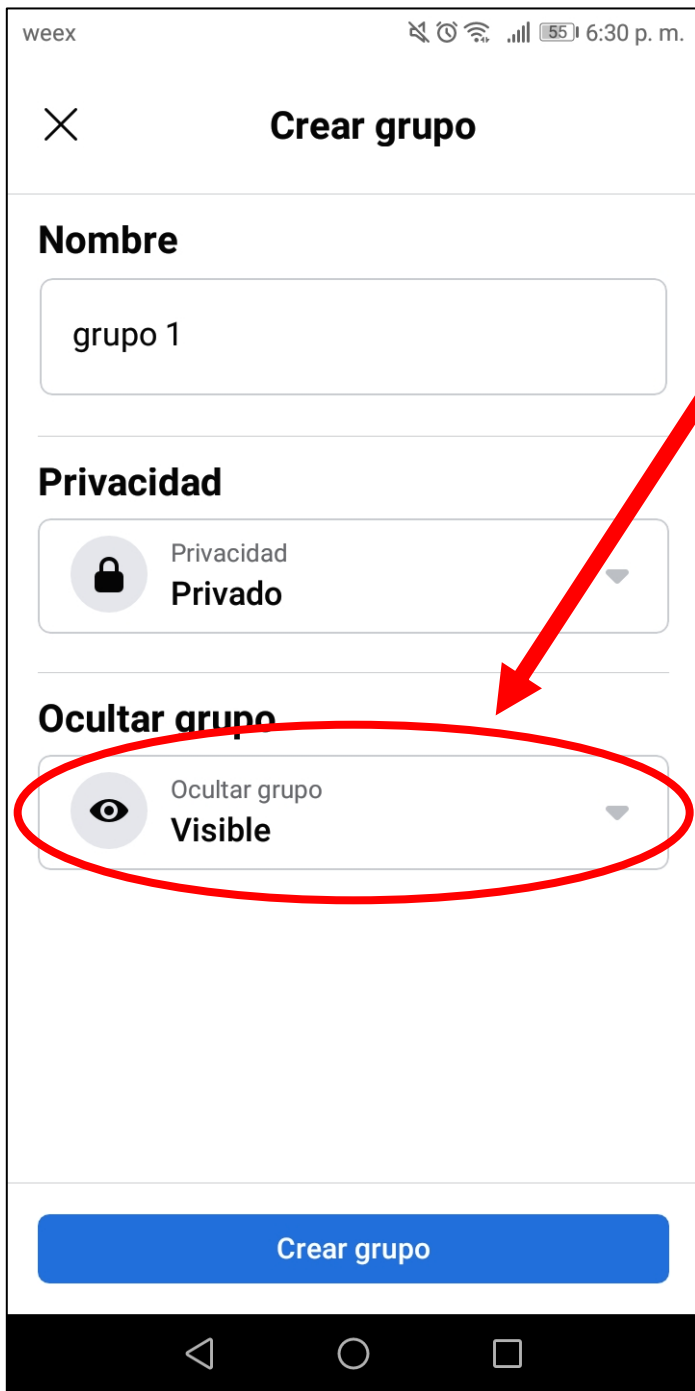 weex 55 6:30 p. m.
Crear grupo
Nombre
grupo 1
Privacidad
Privacidad
Privado
Ocultar grupo
Ocultar grupo
Visible
Crear grupo